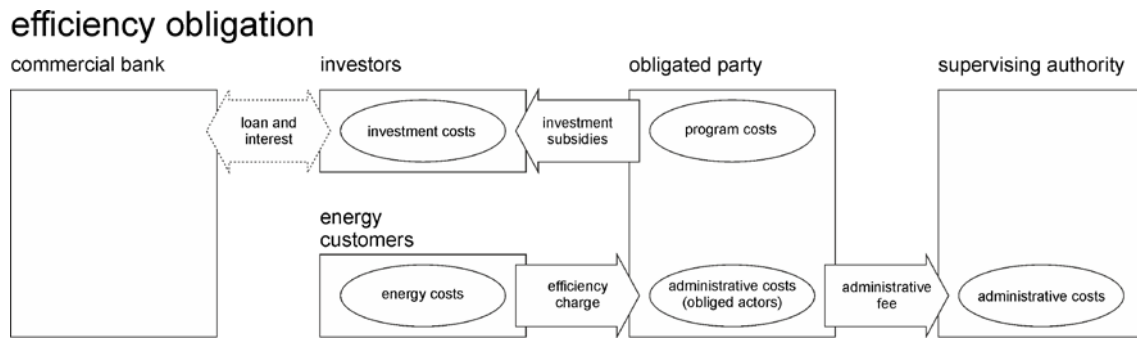 efficiency obligation
commercial bank
investors
obligated party
supervising authority
loan and
interest
investment costs
investment
subsidies
program costs
energy
customers
energy costs
efficiency
charge
administrative costs
(obliged actors)
administrative
fee
administrative costs